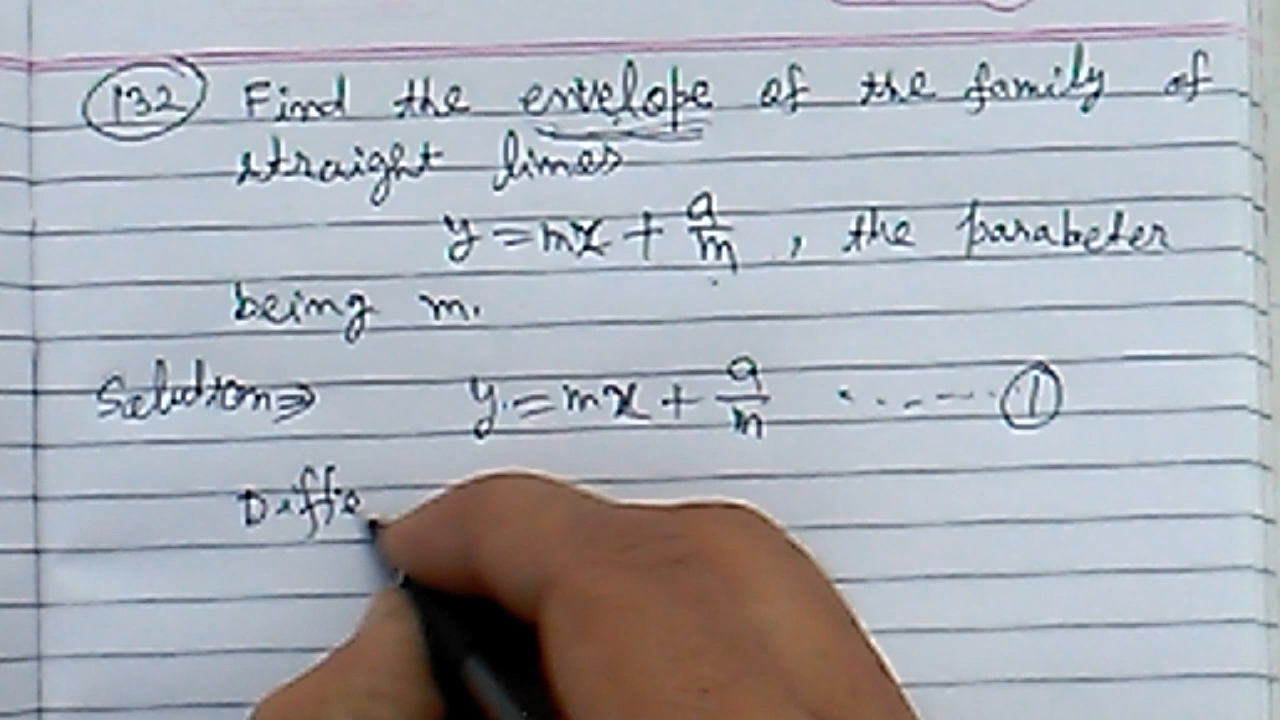 132 Find the envelope of the family of
straight lines
y = mx + a/m , the parabeter
being m.
Solution⇒ y = mx + a/m ------- 1
Diffe